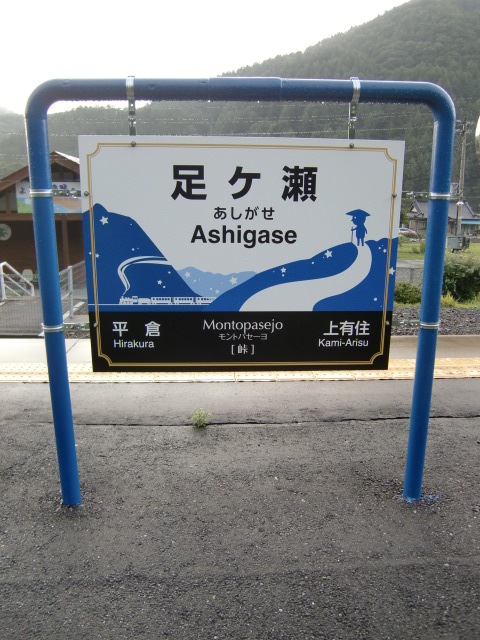 足ケ瀬
あしがせ
Ashigase
平倉
Hirakura
Montopasejo
モントパセーヨ
[峠]
上有住
Kami-Arisu